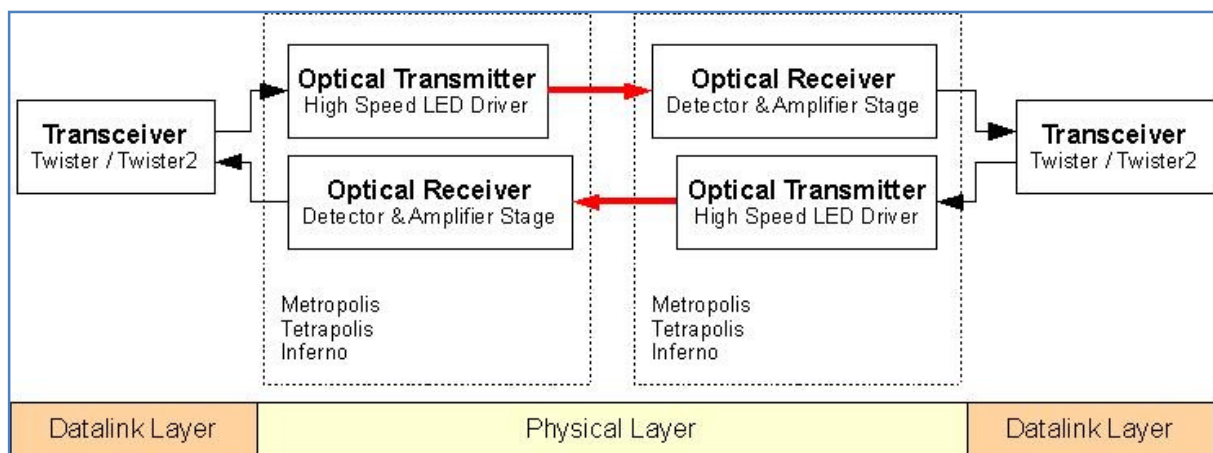 Transceiver
Twister / Twister2
Optical Transmitter
High Speed LED Driver
Optical Receiver
Detector & Amplifier Stage
Metropolis
Tetrapolis
Inferno
Optical Receiver
Detector & Amplifier Stage
Optical Transmitter
High Speed LED Driver
Metropolis
Tetrapolis
Inferno
Transceiver
Twister / Twister2
Datalink Layer
Physical Layer
Datalink Layer